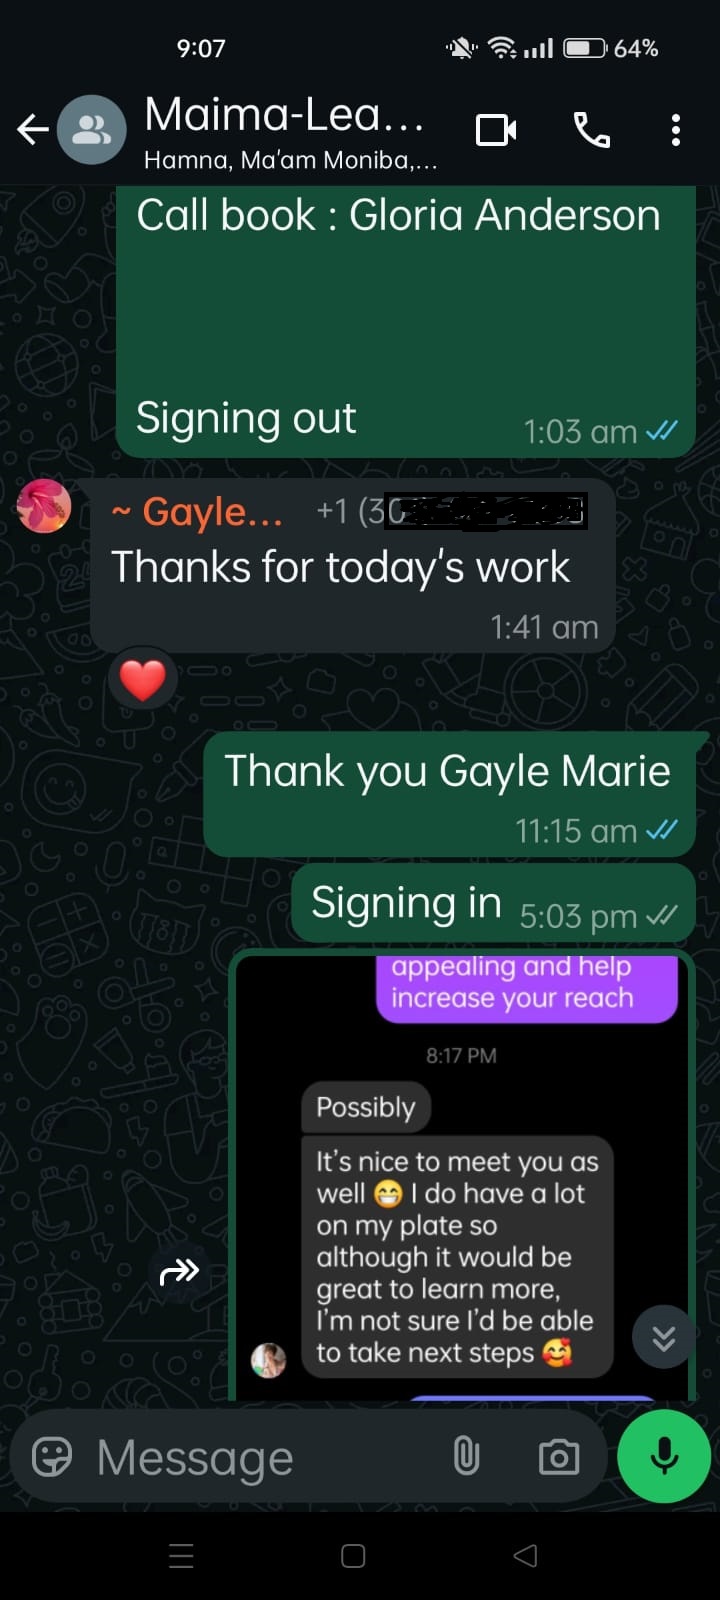 9:07
64%
Maima-Lea...
Hamna, Ma'am Moniba,...
Call book : Gloria Anderson
Signing out
1:03 am
~ Gayle... +1 (30
Thanks for today's work
1:41 am
❤️
Thank you Gayle Marie
11:15 am
Signing in 5:03 pm
appealing and help
increase your reach
8:17 PM
Possibly
It's nice to meet you as
well 😁 I do have a lot
on my plate so
although it would be
great to learn more,
I'm not sure I'd be able
to take next steps 🥰
Message